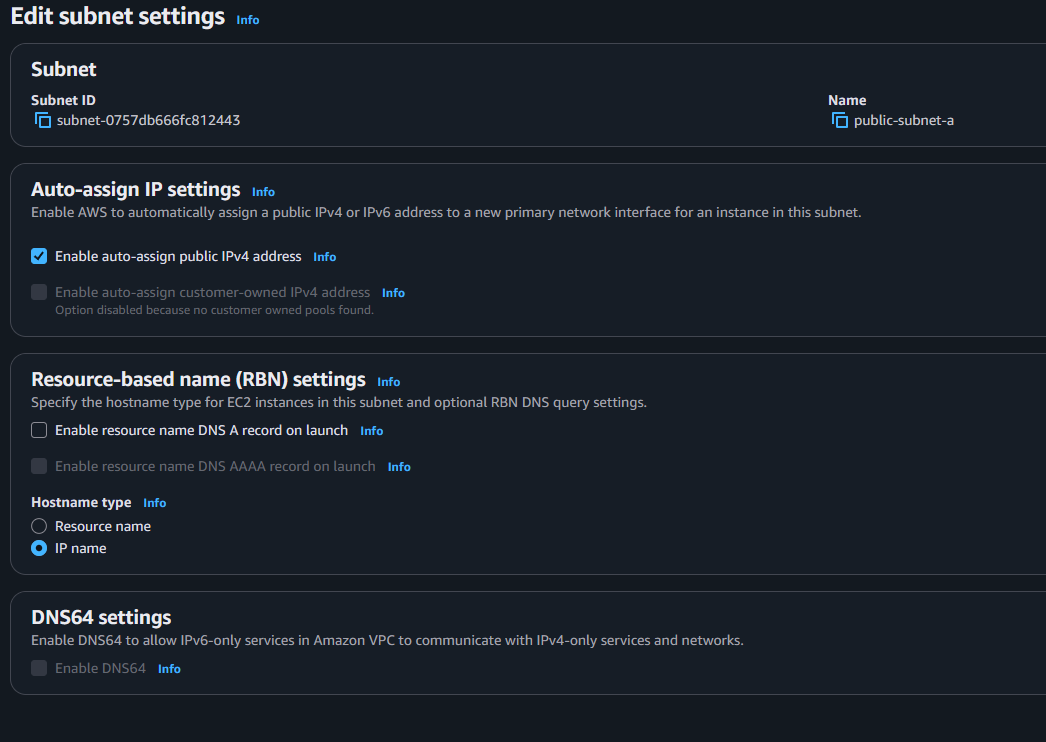 Edit subnet settings Info
Subnet
Subnet ID
subnet-0757db666fc812443
Name
public-subnet-a
Auto-assign IP settings Info
Enable AWS to automatically assign a public IPv4 or IPv6 address to a new primary network interface for an instance in this subnet.
Enable auto-assign public IPv4 address Info
Enable auto-assign customer-owned IPv4 address Info
Option disabled because no customer owned pools found.
Resource-based name (RBN) settings Info
Specify the hostname type for EC2 instances in this subnet and optional RBN DNS query settings.
Enable resource name DNS A record on launch Info
Enable resource name DNS AAAA record on launch Info
Hostname type Info
Resource name
IP name
DNS64 settings
Enable DNS64 to allow IPv6-only services in Amazon VPC to communicate with IPv4-only services and networks.
Enable DNS64 Info